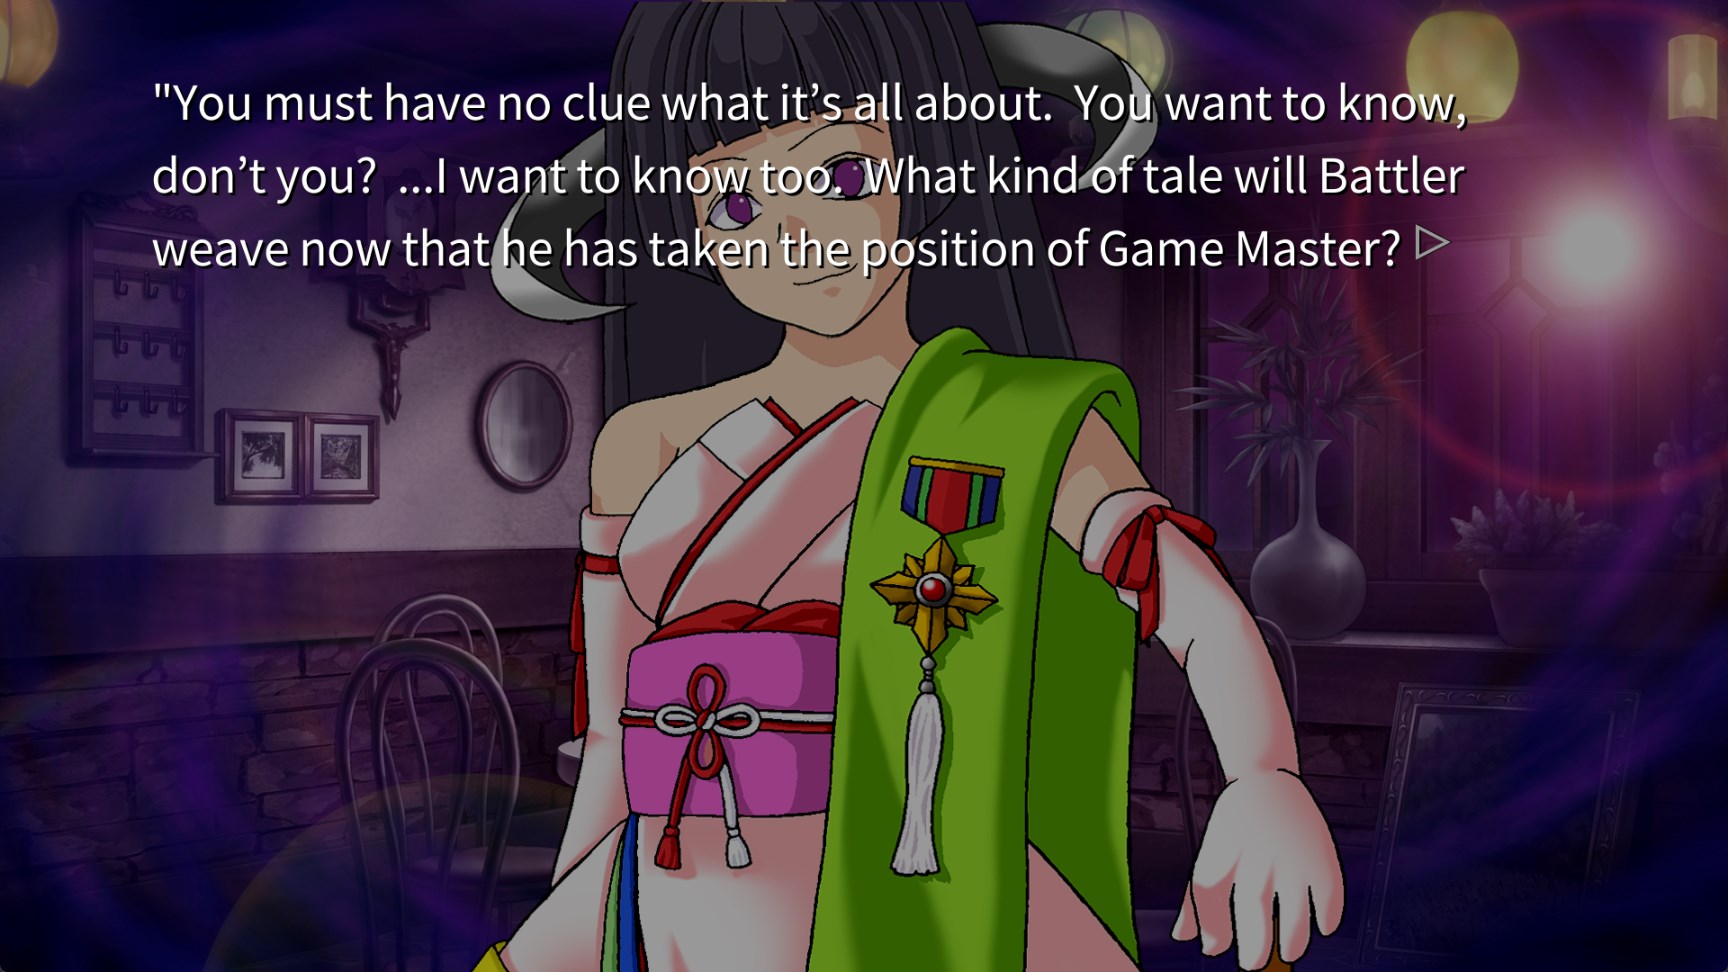 "You must have no clue what it’s all about.  You want to know,
don’t you?  ...I want to know too.  What kind of tale will Battler
weave now that he has taken the position of Game Master?